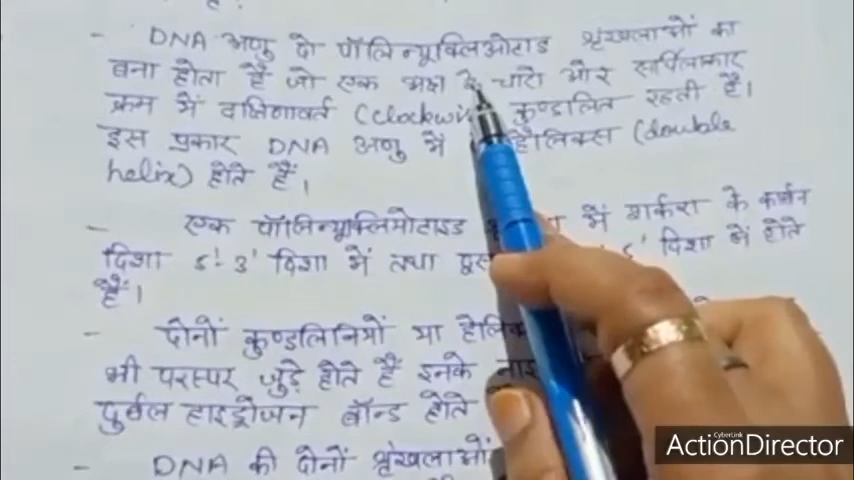 - DNA अणु दो पॉलिन्यूक्लिओटाड श्रृंखलाओं का
बना होता है जो एक अक्ष के चारो ओर सर्पिलाकार
क्रम में दक्षिणावर्त (clockwi कुण्डलित रहती है।
इस प्रकार DNA अणु में हैलिक्स (double
helix) होते हैं।
- एक पॉलिन्यूक्लिओटाइड में शर्करा के कार्बन
दिशा 5'-3' दिशा में तथा दिशा में होते
हैं।
- दोनों कुण्डलिनियों या
भी परस्पर जुड़े होते हैं इनके
दुर्बल हाइड्रोजन बॉन्ड होते
- DNA की दोनों श्रृंखलाओं
CyberLink
ActionDirector